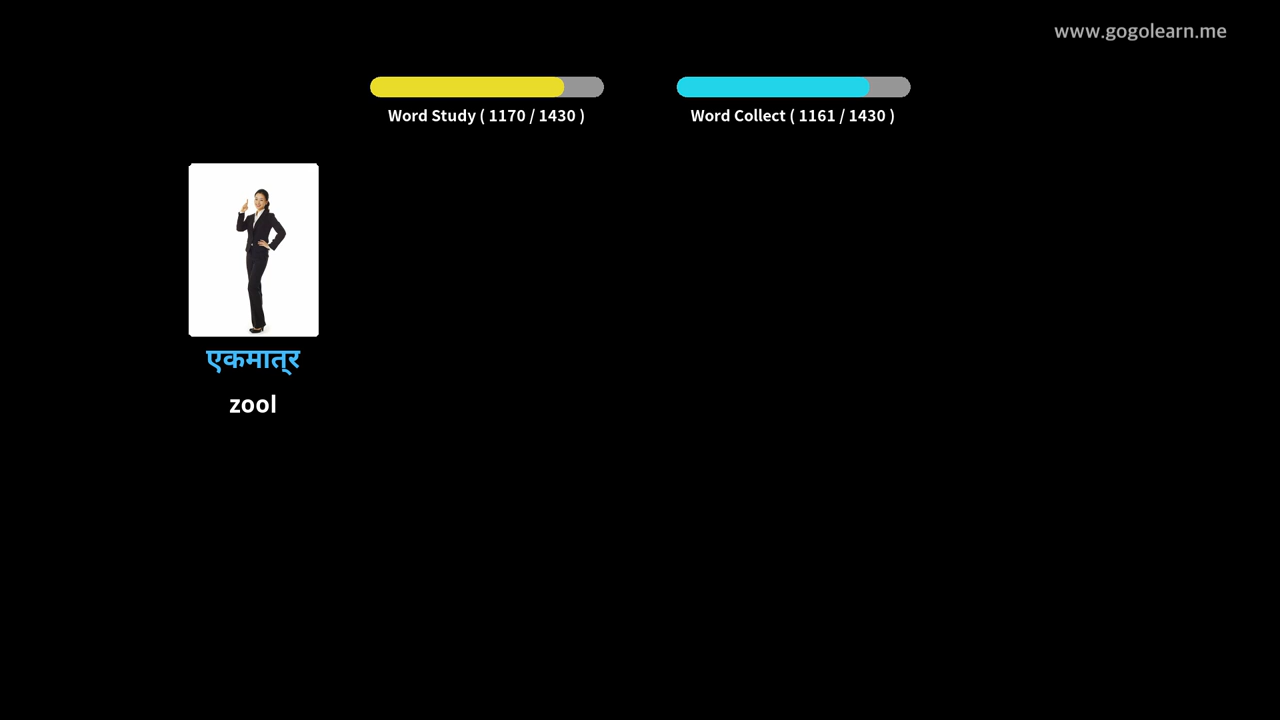 www.gogolearn.me
Word Study ( 1170 / 1430 )
Word Collect ( 1161 / 1430 )
एकमात्र
zool